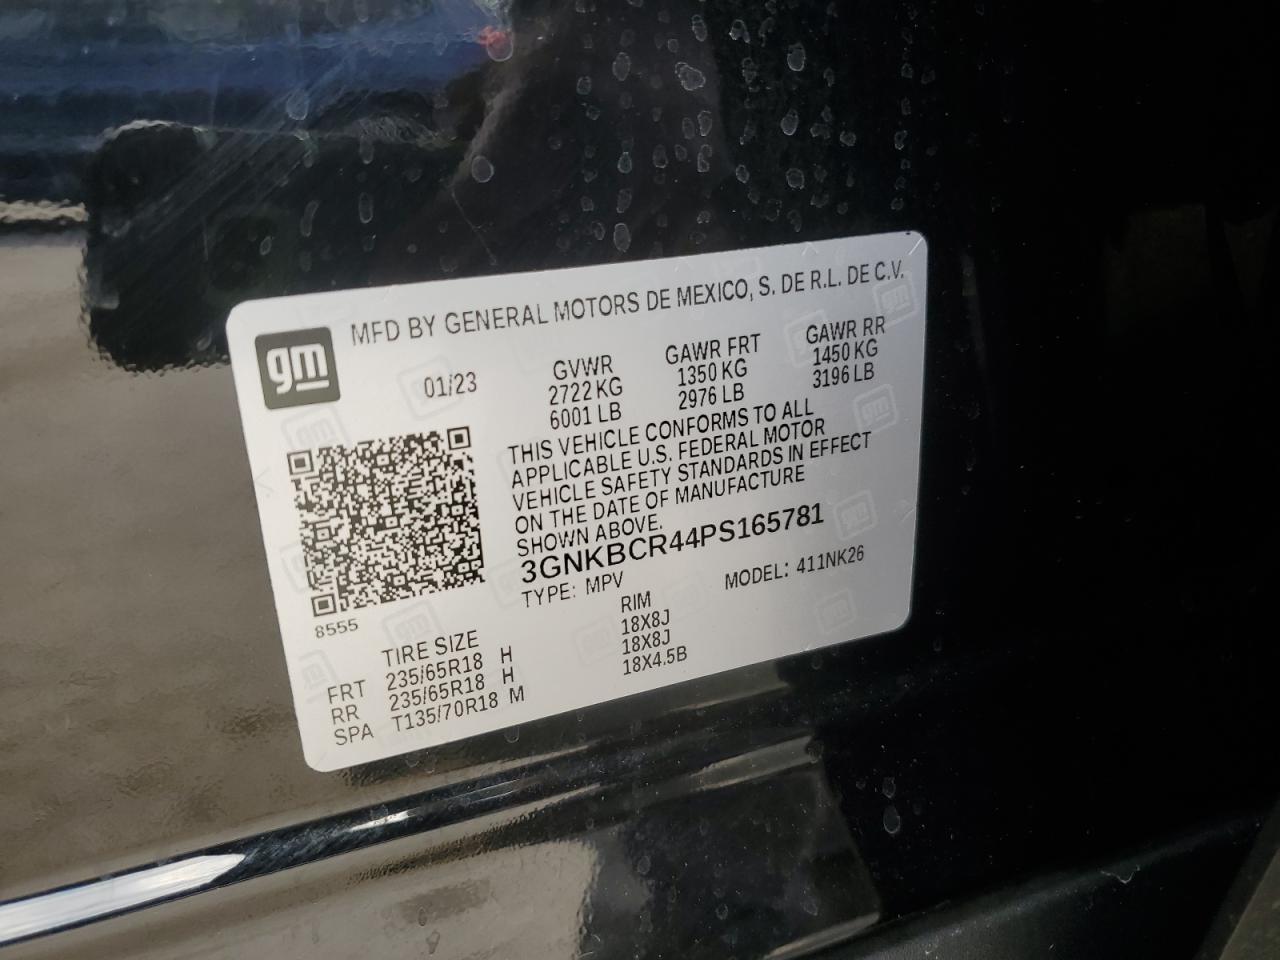 gm
MFD BY GENERAL MOTORS DE MEXICO, S. DE R.L. DE C.V.
01/23
GVWR
2722 KG
6001 LB
GAWR FRT
1350 KG
2976 LB
GAWR RR
1450 KG
3196 LB
THIS VEHICLE CONFORMS TO ALL
APPLICABLE U.S. FEDERAL MOTOR
VEHICLE SAFETY STANDARDS IN EFFECT
ON THE DATE OF MANUFACTURE
SHOWN ABOVE.
3GNKBCR44PS165781
TYPE: MPV MODEL: 411NK26
8555
TIRE SIZE RIM
FRT 235/65R18 H 18X8J
RR 235/65R18 H 18X8J
SPA T135/70R18 M 18X4.5B